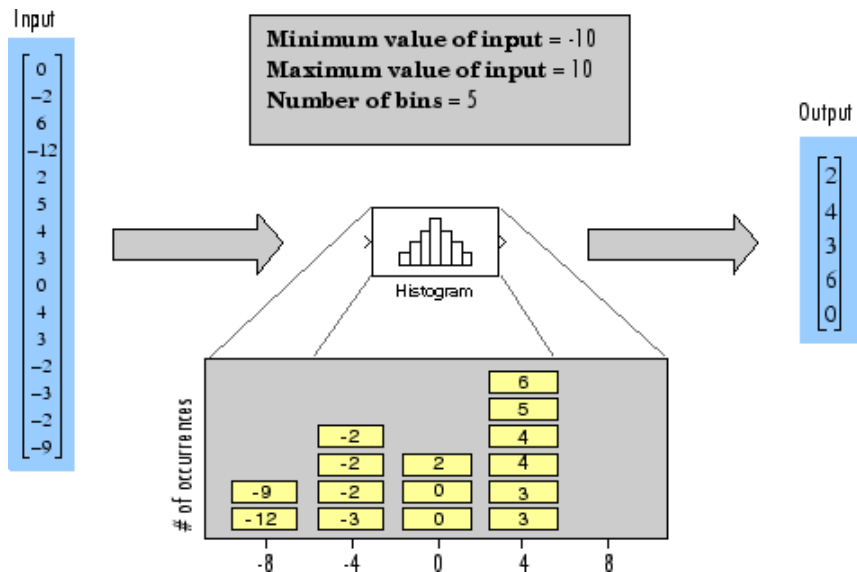 Input
0
−2
6
−12
2
5
4
3
0
4
3
−2
−3
−2
−9
Minimum value of input = -10
Maximum value of input = 10
Number of bins = 5
Output
2
4
3
6
0
Histogram
# of occurrences
6
5
-2 4
-2 2 4
-9 -2 0 3
-12 -3 0 3
-8 -4 0 4 8